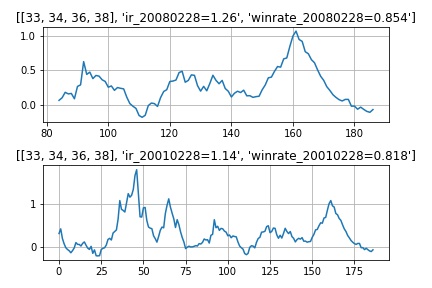 [[33, 34, 36, 38], 'ir_20080228=1.26', 'winrate_20080228=0.854']
1.0
0.5
0.0
80 100 120 140 160 180
[[33, 34, 36, 38], 'ir_20010228=1.14', 'winrate_20010228=0.818']
1
0
0 25 50 75 100 125 150 175